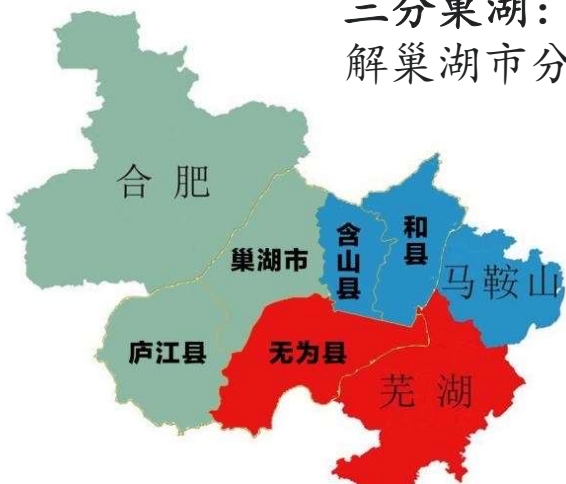 三分巢湖：
解巢湖市分
合肥
和县
含山县
巢湖市
马鞍山
庐江县
无为县
芜湖